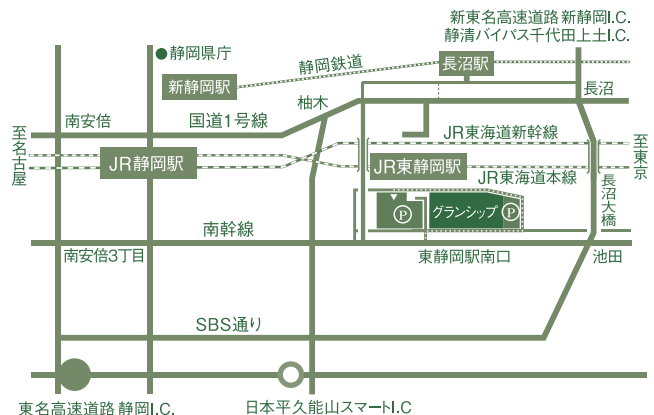 新東名高速道路 新静岡I.C.
静清バイパス千代田上土I.C.
静岡県庁
静岡鉄道
長沼駅
新静岡駅
長沼
柚木
南安倍
国道1号線
JR東海道新幹線
至名古屋
JR静岡駅
JR東静岡駅
至東京
JR東海道本線
長沼大橋
P
グランシップ
P
南幹線
南安倍3丁目
東静岡駅南口
池田
SBS通り
東名高速道路 静岡I.C.
日本平久能山スマートI.C